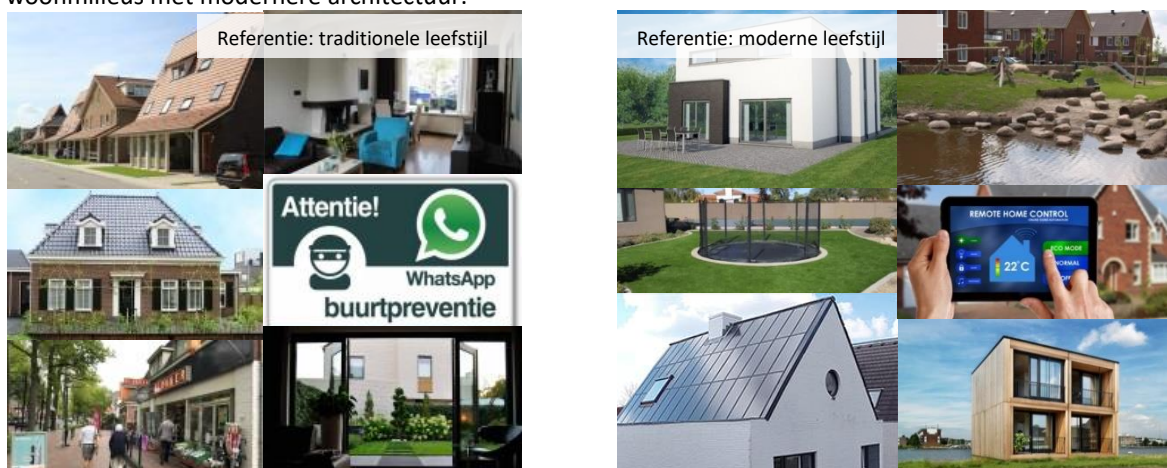 woonmilieus met modernere architectuur.
Referentie: traditionele leefstijl
Attentie!
WhatsApp
buurtpreventie
Referentie: moderne leefstijl
REMOTE HOME CONTROL
ECO MODE
22°C
NORMAL